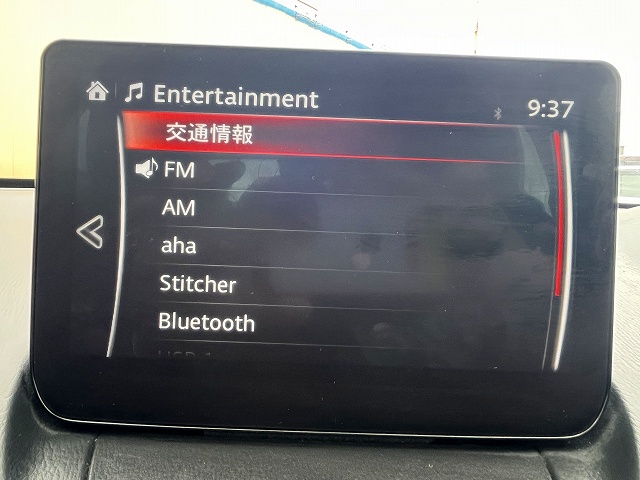 Entertainment
9:37
交通情報
FM
AM
aha
Stitcher
Bluetooth